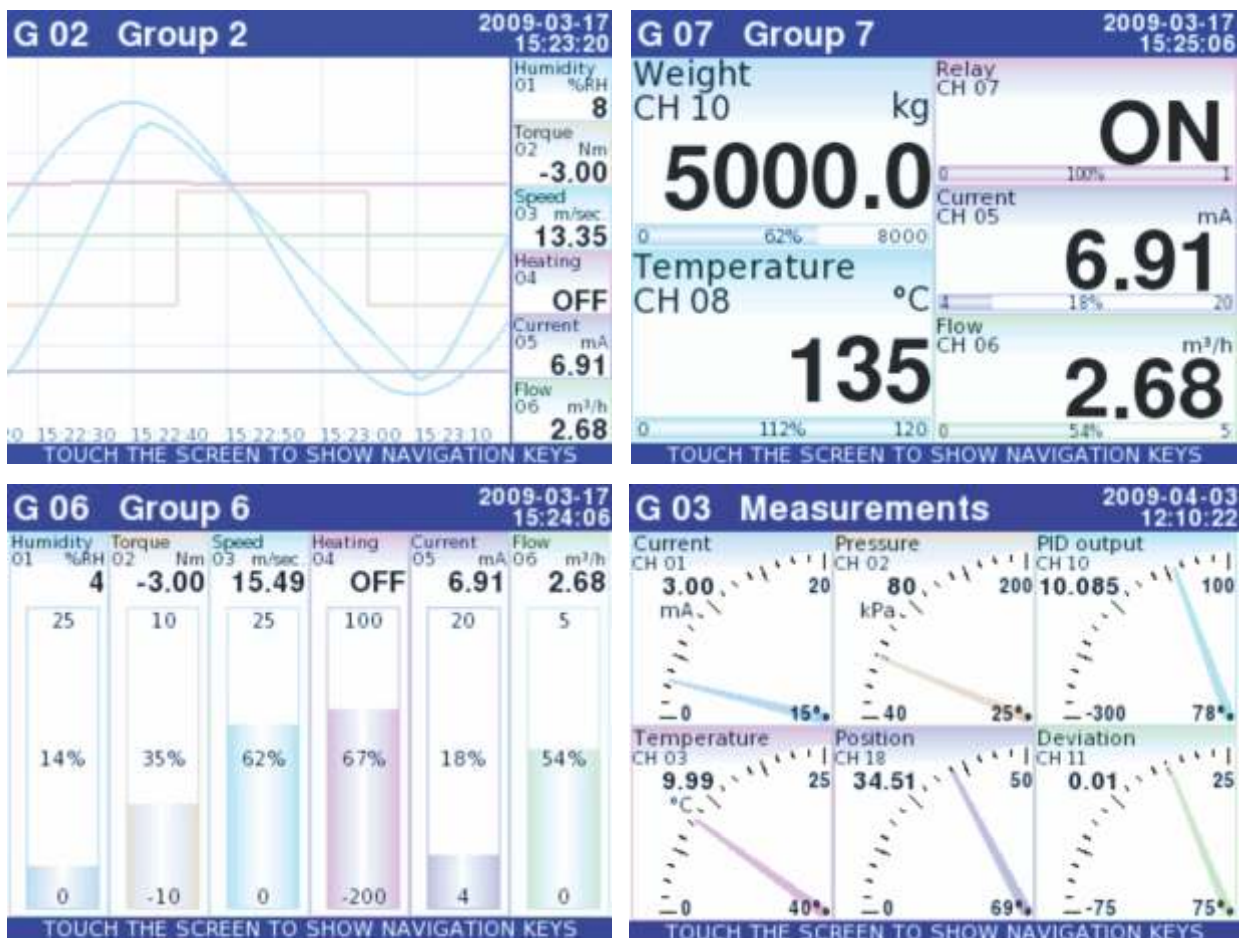 G 02 Group 2 2009-03-17
15:23:20
Humidity
01 %RH
8
Torque
02 Nm
-3.00
Speed
03 m/sec.
13.35
Heating
04
OFF
Current
05 mA
6.91
Flow
06 m³/h
2.68
15:22:30 15:22:40 15:22:50 15:23:00 15:23:10
TOUCH THE SCREEN TO SHOW NAVIGATION KEYS
G 07 Group 7 2009-03-17
15:25:06
Weight
CH 10 kg
5000.0
0 62% 8000
Temperature
CH 08 °C
135
0 112% 120
Relay
CH 07
ON
0 100% 1
Current
CH 05 mA
6.91
4 18% 20
Flow
CH 06 m³/h
2.68
0 54% 5
TOUCH THE SCREEN TO SHOW NAVIGATION KEYS
G 06 Group 6 2009-03-17
15:24:06
Humidity Torque Speed Heating Current Flow
01 %RH 02 Nm 03 m/sec. 04 05 mA 06 m³/h
4 -3.00 15.49 OFF 6.91 2.68
25 10 25 100 20 5
14% 35% 62% 67% 18% 54%
0 -10 0 -200 4 0
TOUCH THE SCREEN TO SHOW NAVIGATION KEYS
G 03 Measurements 2009-04-03
12:10:22
Current
CH 01
3.00 20
mA
0 15%
Pressure
CH 02
80 200
kPa
40 25%
PID output
CH 10
10.085 100
-300 78%
Temperature
CH 03
9.99 25
°C
0 40%
Position
CH 18
34.51 50
0 69%
Deviation
CH 11
0.01 25
-75 75%
TOUCH THE SCREEN TO SHOW NAVIGATION KEYS